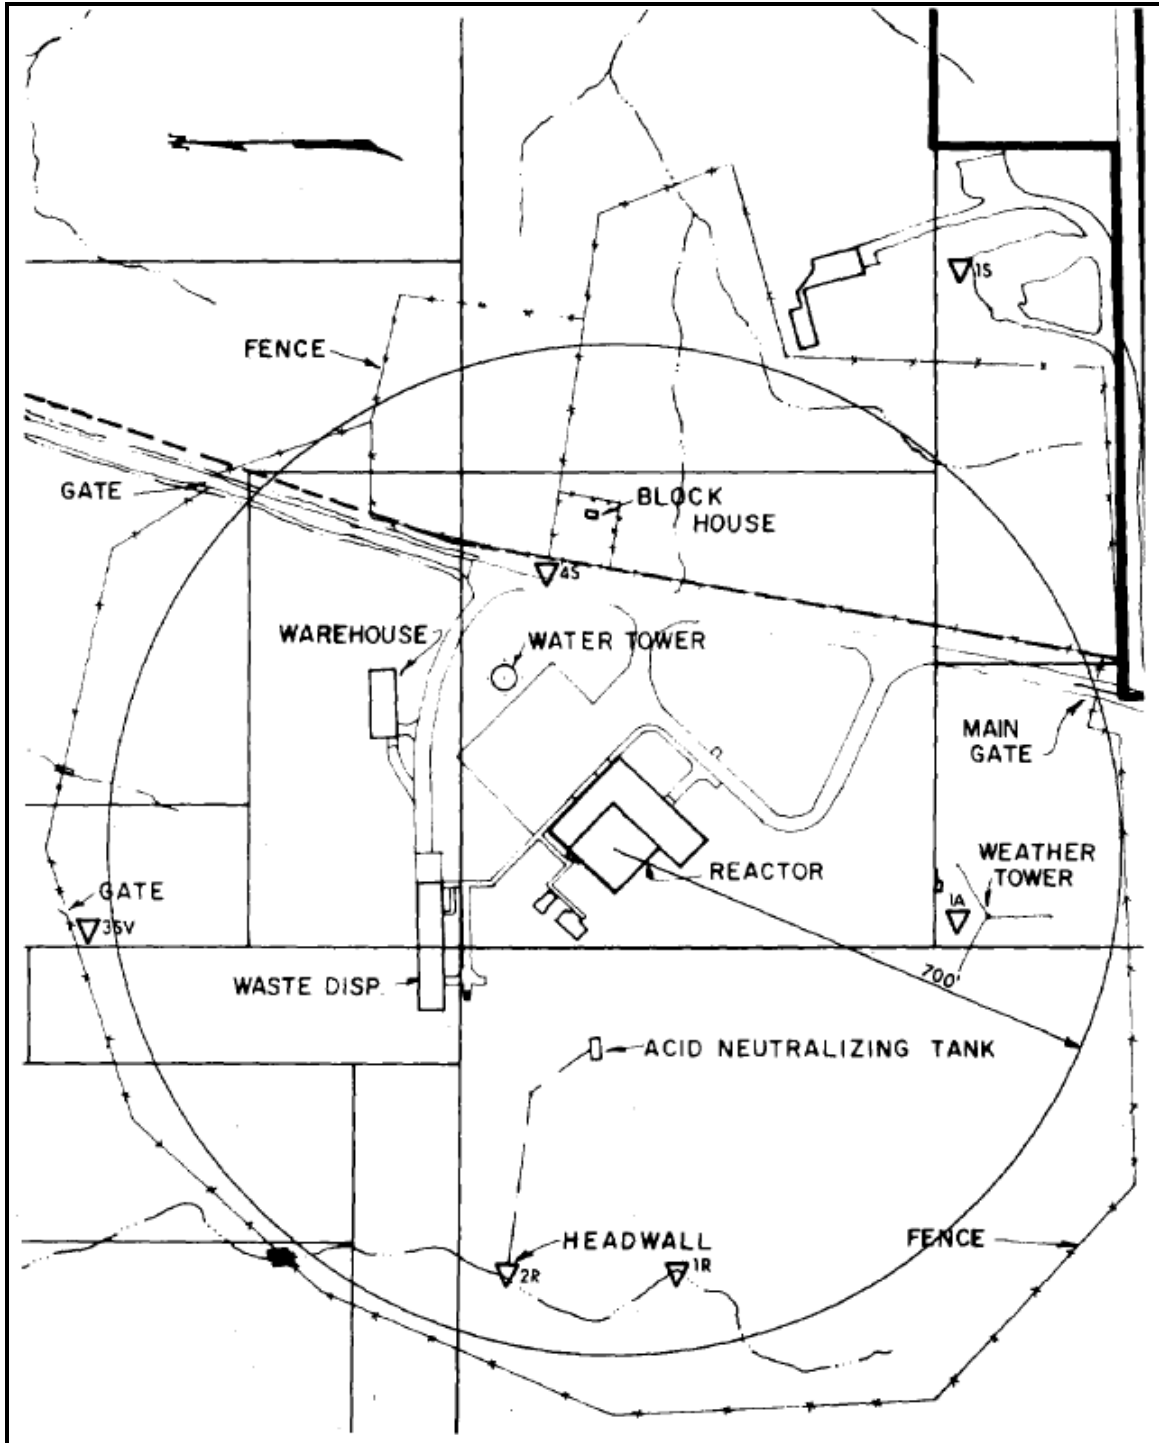 N
1S
FENCE
GATE
BLOCK
HOUSE
4S
WAREHOUSE
WATER TOWER
MAIN
GATE
WEATHER
TOWER
REACTOR
GATE
1A
35V
700'
WASTE DISP.
ACID NEUTRALIZING TANK
HEADWALL
FENCE
2R
1R